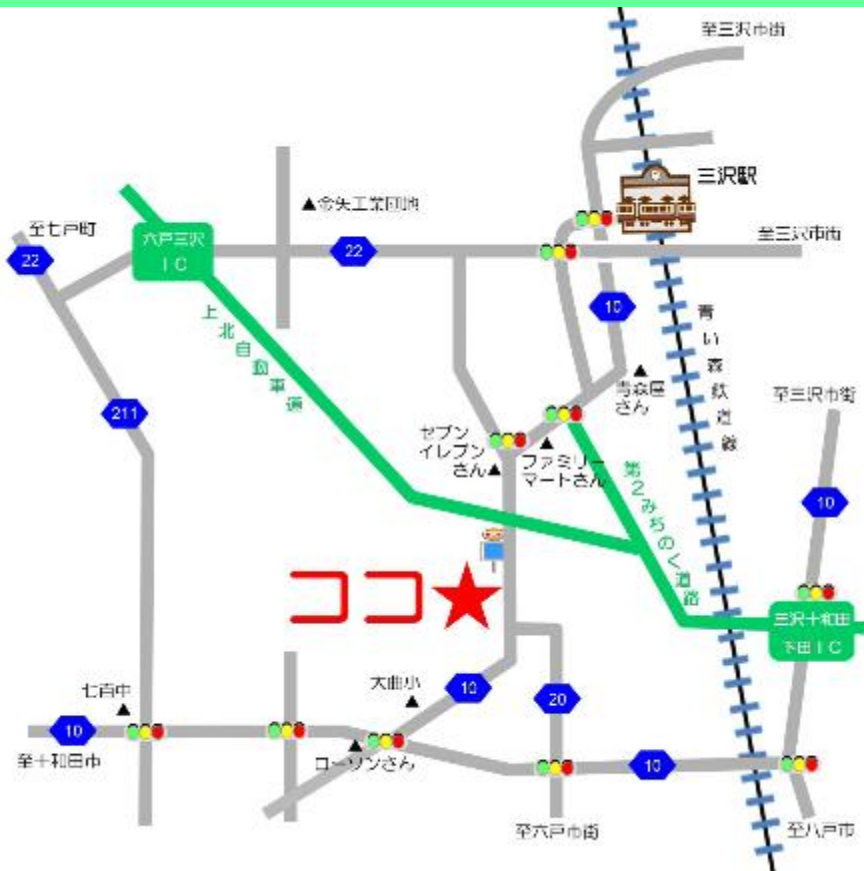 至三沢市街
三沢駅
▲金矢工業団地
至七戸町
22
六戸三沢
IC
22
至三沢市街
10
上北自動車道
青い森鉄道線
青森屋
さん
211
至三沢市街
セブン
イレブン
さん
ファミリー
マートさん
第2みちのく道路
10
ココ★
三沢十和田
下田IC
七百中
大曲小
10
20
10
至十和田市
ローソンさん
10
至六戸市街
至八戸市